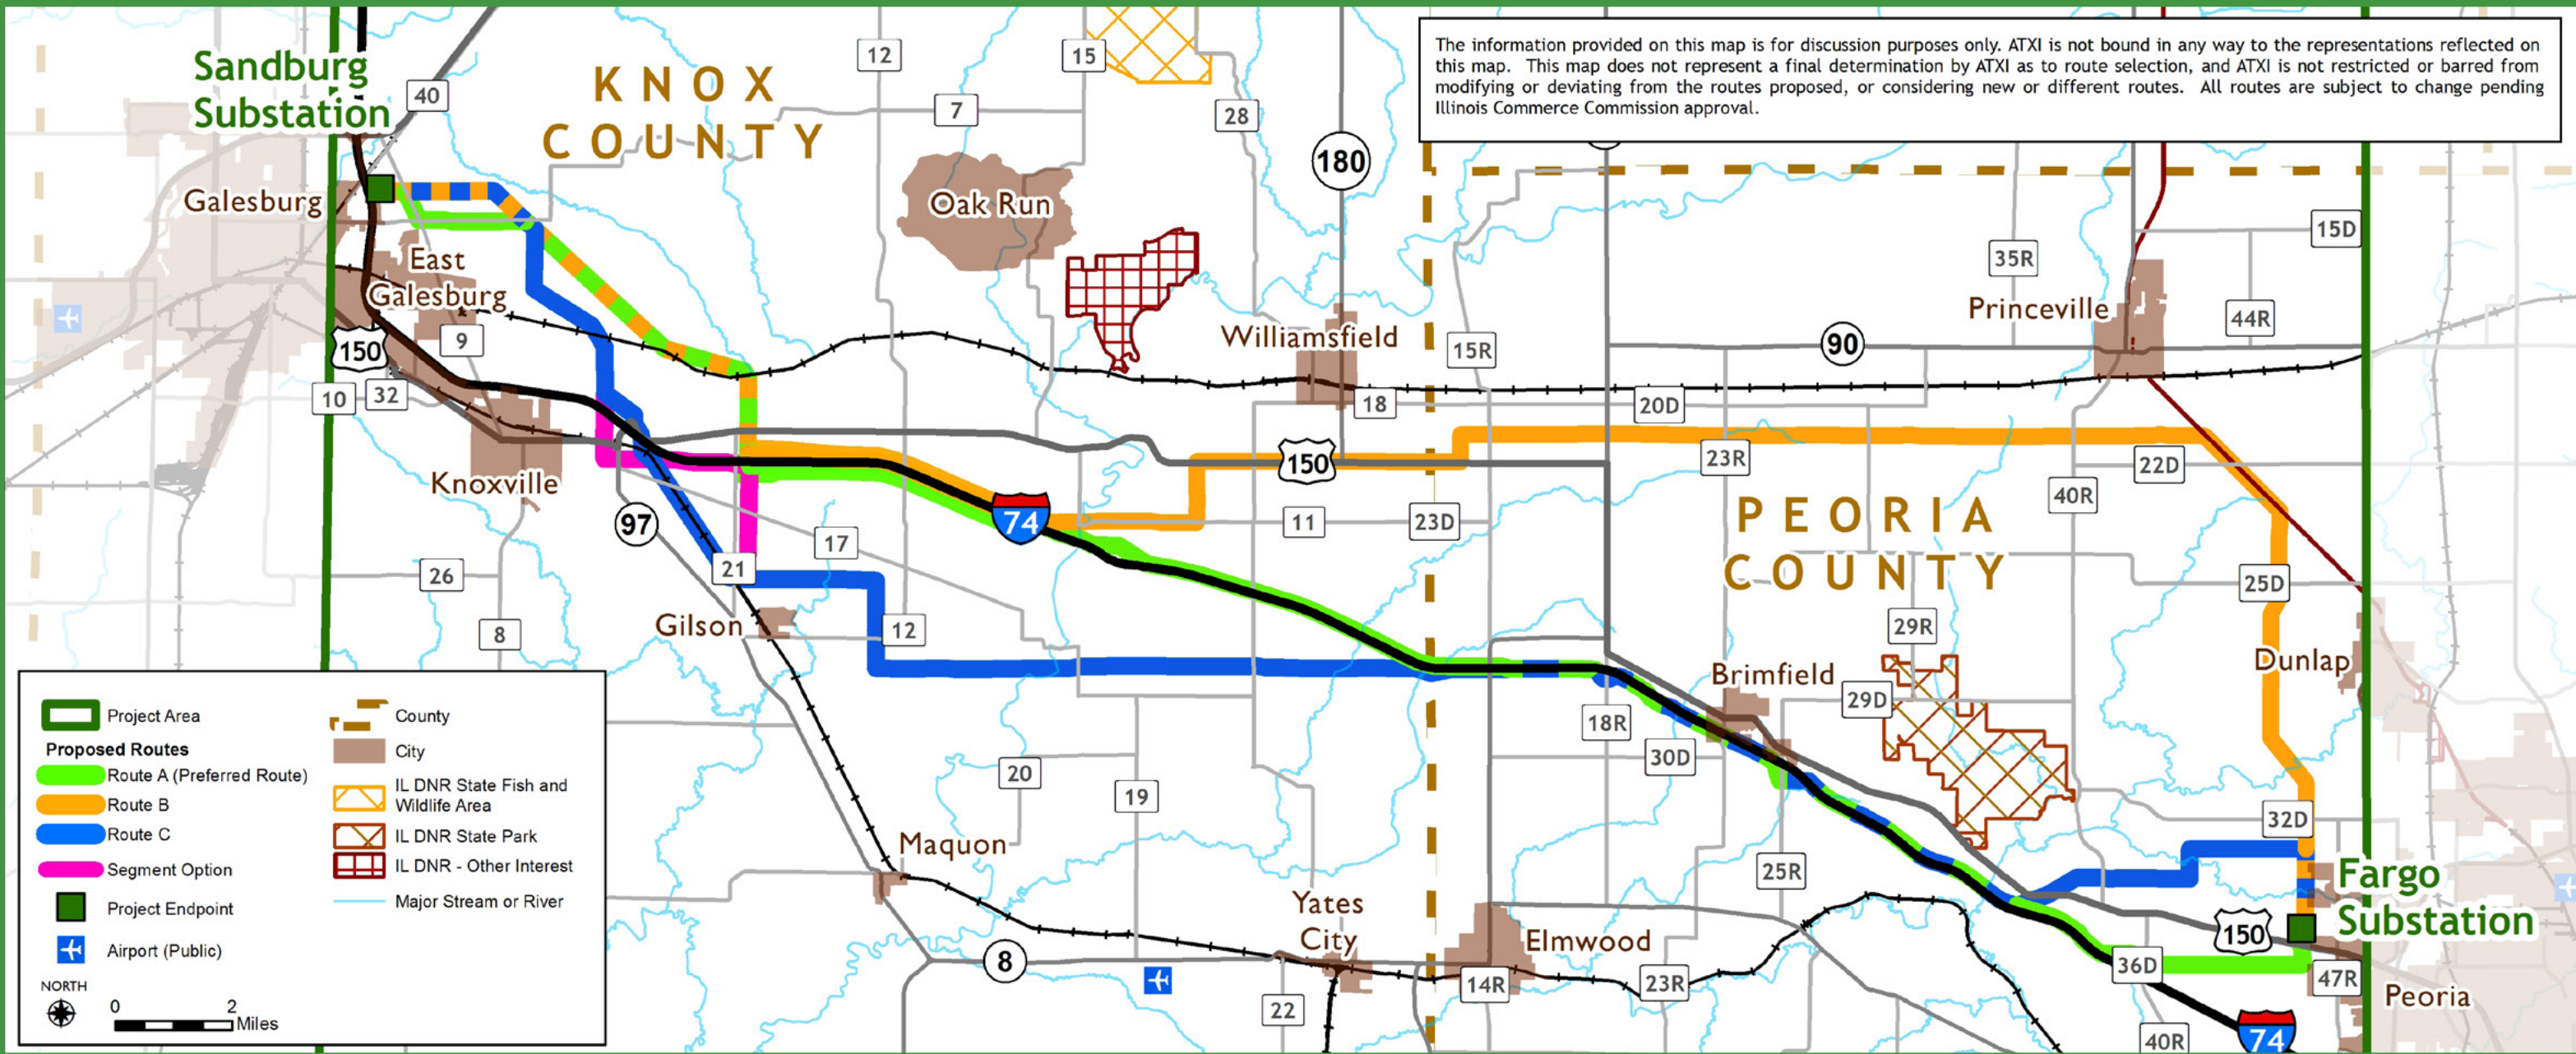 The information provided on this map is for discussion purposes only. ATXI is not bound in any way to the representations reflected on
this map. This map does not represent a final determination by ATXI as to route selection, and ATXI is not restricted or barred from
modifying or deviating from the routes proposed, or considering new or different routes. All routes are subject to change pending
Illinois Commerce Commission approval.
Sandburg
Substation
40
KNOX
COUNTY
12
15
7
28
180
Galesburg
Oak Run
East
Galesburg
150
9
10
32
Knoxville
97
26
8
Gilson
21
17
12
74
11
23D
150
Williamsfield
18
15R
20D
90
35R
15D
Princeville
44R
23R
22D
40R
PEORIA
COUNTY
25D
29R
Dunlap
Brimfield
29D
18R
30D
32D
25R
20
19
Maquon
Yates
City
Elmwood
8
22
14R
23R
Fargo
Substation
150
36D
47R
Peoria
40R
74
Project Area
Proposed Routes
Route A (Preferred Route)
Route B
Route C
Segment Option
Project Endpoint
Airport (Public)
County
City
IL DNR State Fish and
Wildlife Area
IL DNR State Park
IL DNR - Other Interest
Major Stream or River
NORTH
0 2
Miles